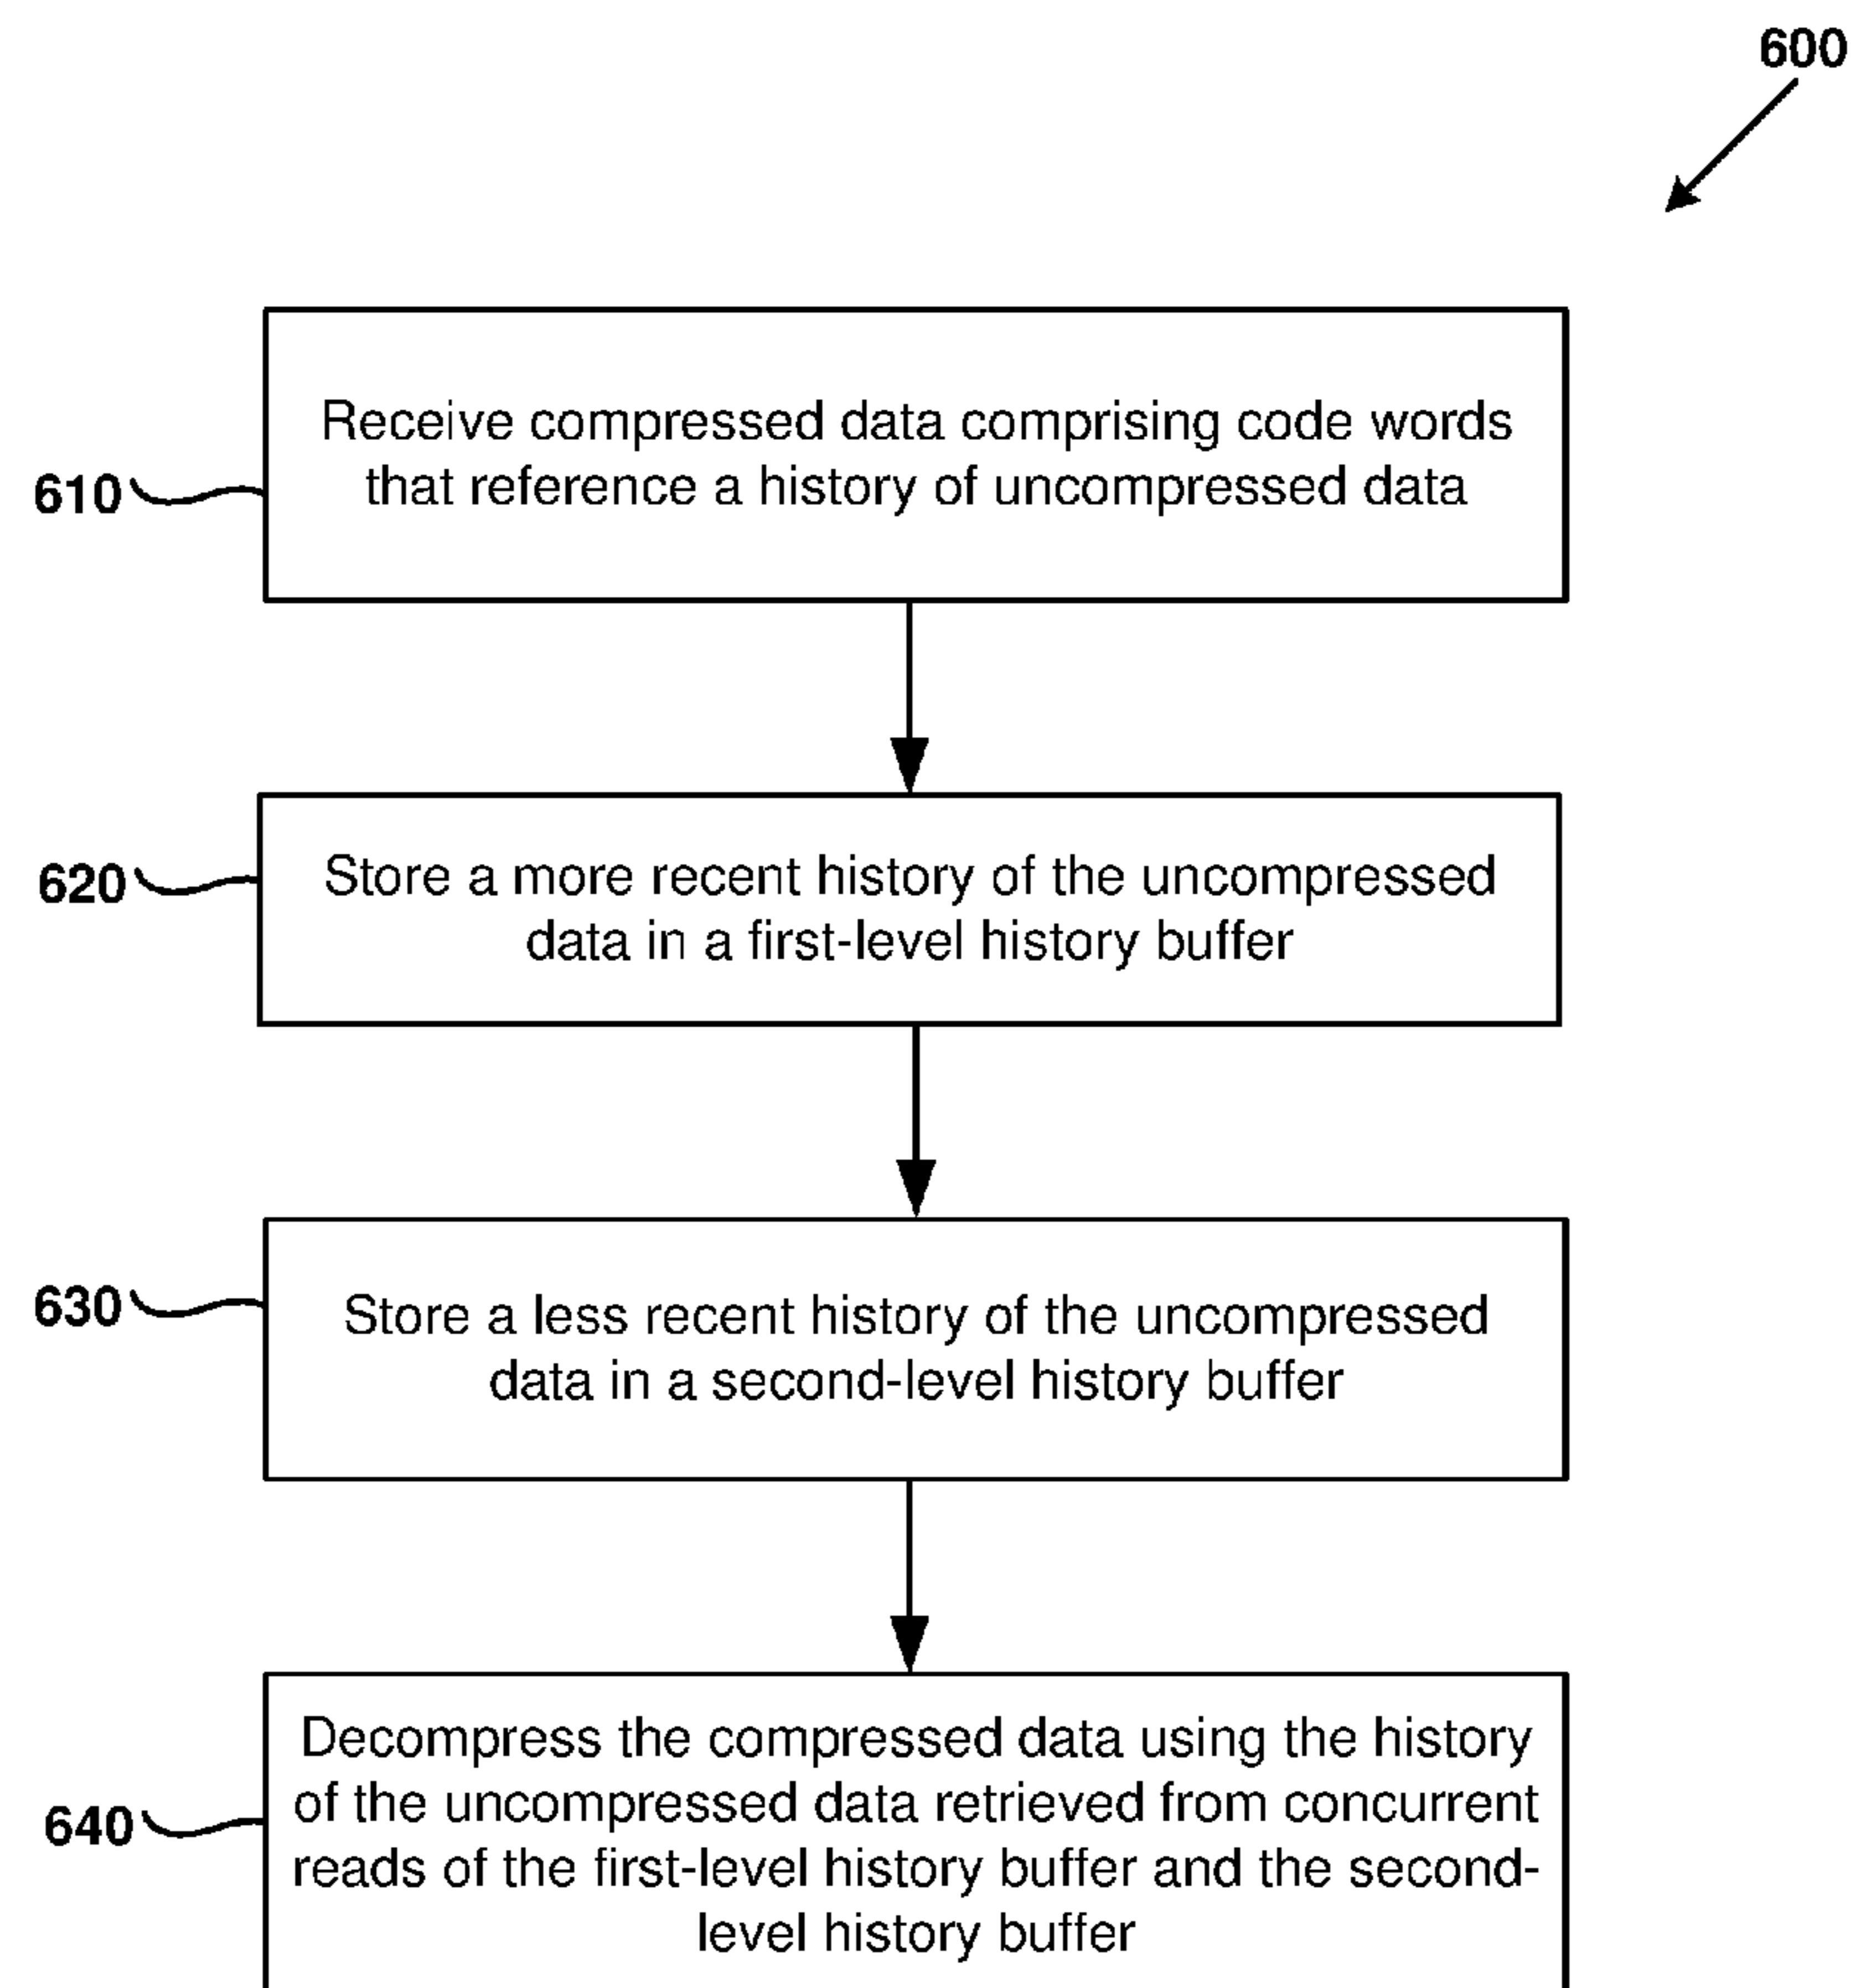 600
Receive compressed data comprising code words
that reference a history of uncompressed data
610
Store a more recent history of the uncompressed
data in a first-level history buffer
620
Store a less recent history of the uncompressed
data in a second-level history buffer
630
Decompress the compressed data using the history
of the uncompressed data retrieved from concurrent
reads of the first-level history buffer and the second-
level history buffer
640